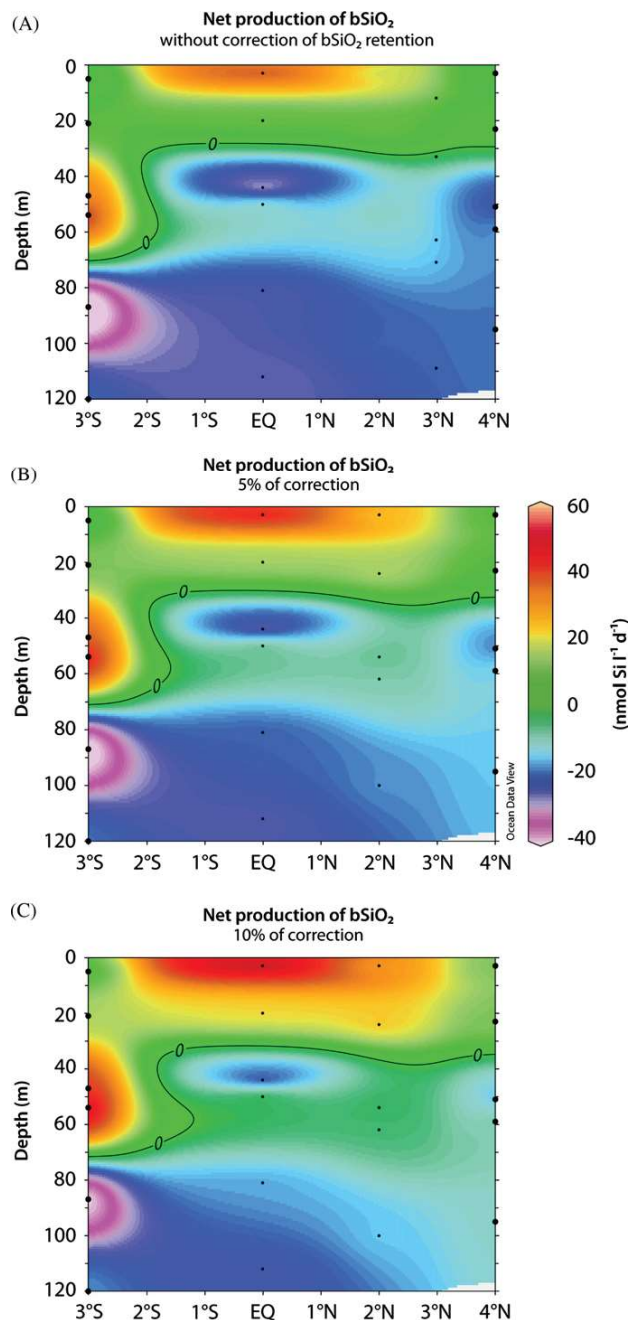 (A)
Net production of bSiO₂
without correction of bSiO₂ retention
0
20
40
60
80
100
120
Depth (m)
0
0
3°S 2°S 1°S EQ 1°N 2°N 3°N 4°N
(B)
Net production of bSiO₂
5% of correction
0
20
40
60
80
100
120
Depth (m)
0
0
0
3°S 2°S 1°S EQ 1°N 2°N 3°N 4°N
Ocean Data View
60
40
20
0
-20
-40
(nmol Si l⁻¹ d⁻¹)
(C)
Net production of bSiO₂
10% of correction
0
20
40
60
80
100
120
Depth (m)
0
0
0
3°S 2°S 1°S EQ 1°N 2°N 3°N 4°N